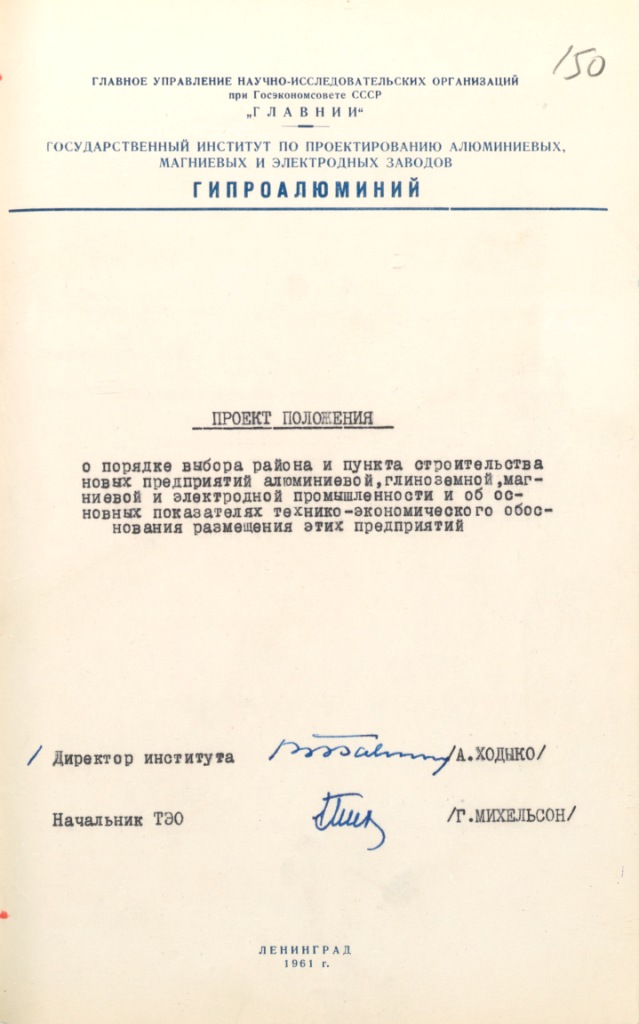 150
ГЛАВНОЕ УПРАВЛЕНИЕ НАУЧНО-ИССЛЕДОВАТЕЛЬСКИХ ОРГАНИЗАЦИЙ
при Госэкономсовете СССР
„ГЛАВНИИ“
ГОСУДАРСТВЕННЫЙ ИНСТИТУТ ПО ПРОЕКТИРОВАНИЮ АЛЮМИНИЕВЫХ,
МАГНИЕВЫХ И ЭЛЕКТРОДНЫХ ЗАВОДОВ
ГИПРОАЛЮМИНИЙ
ПРОЕКТ ПОЛОЖЕНИЯ
о порядке выбора района и пункта строительства
новых предприятий алюминиевой,глиноземной,маг-
ниевой и электродной промышленности и об ос-
новных показателях технико-экономического обос-
нования размещения этих предприятий
Директор института /А.ХОДЫКО/
Начальник ТЭО /Г.МИХЕЛЬСОН/
ЛЕНИНГРАД
1961 г.